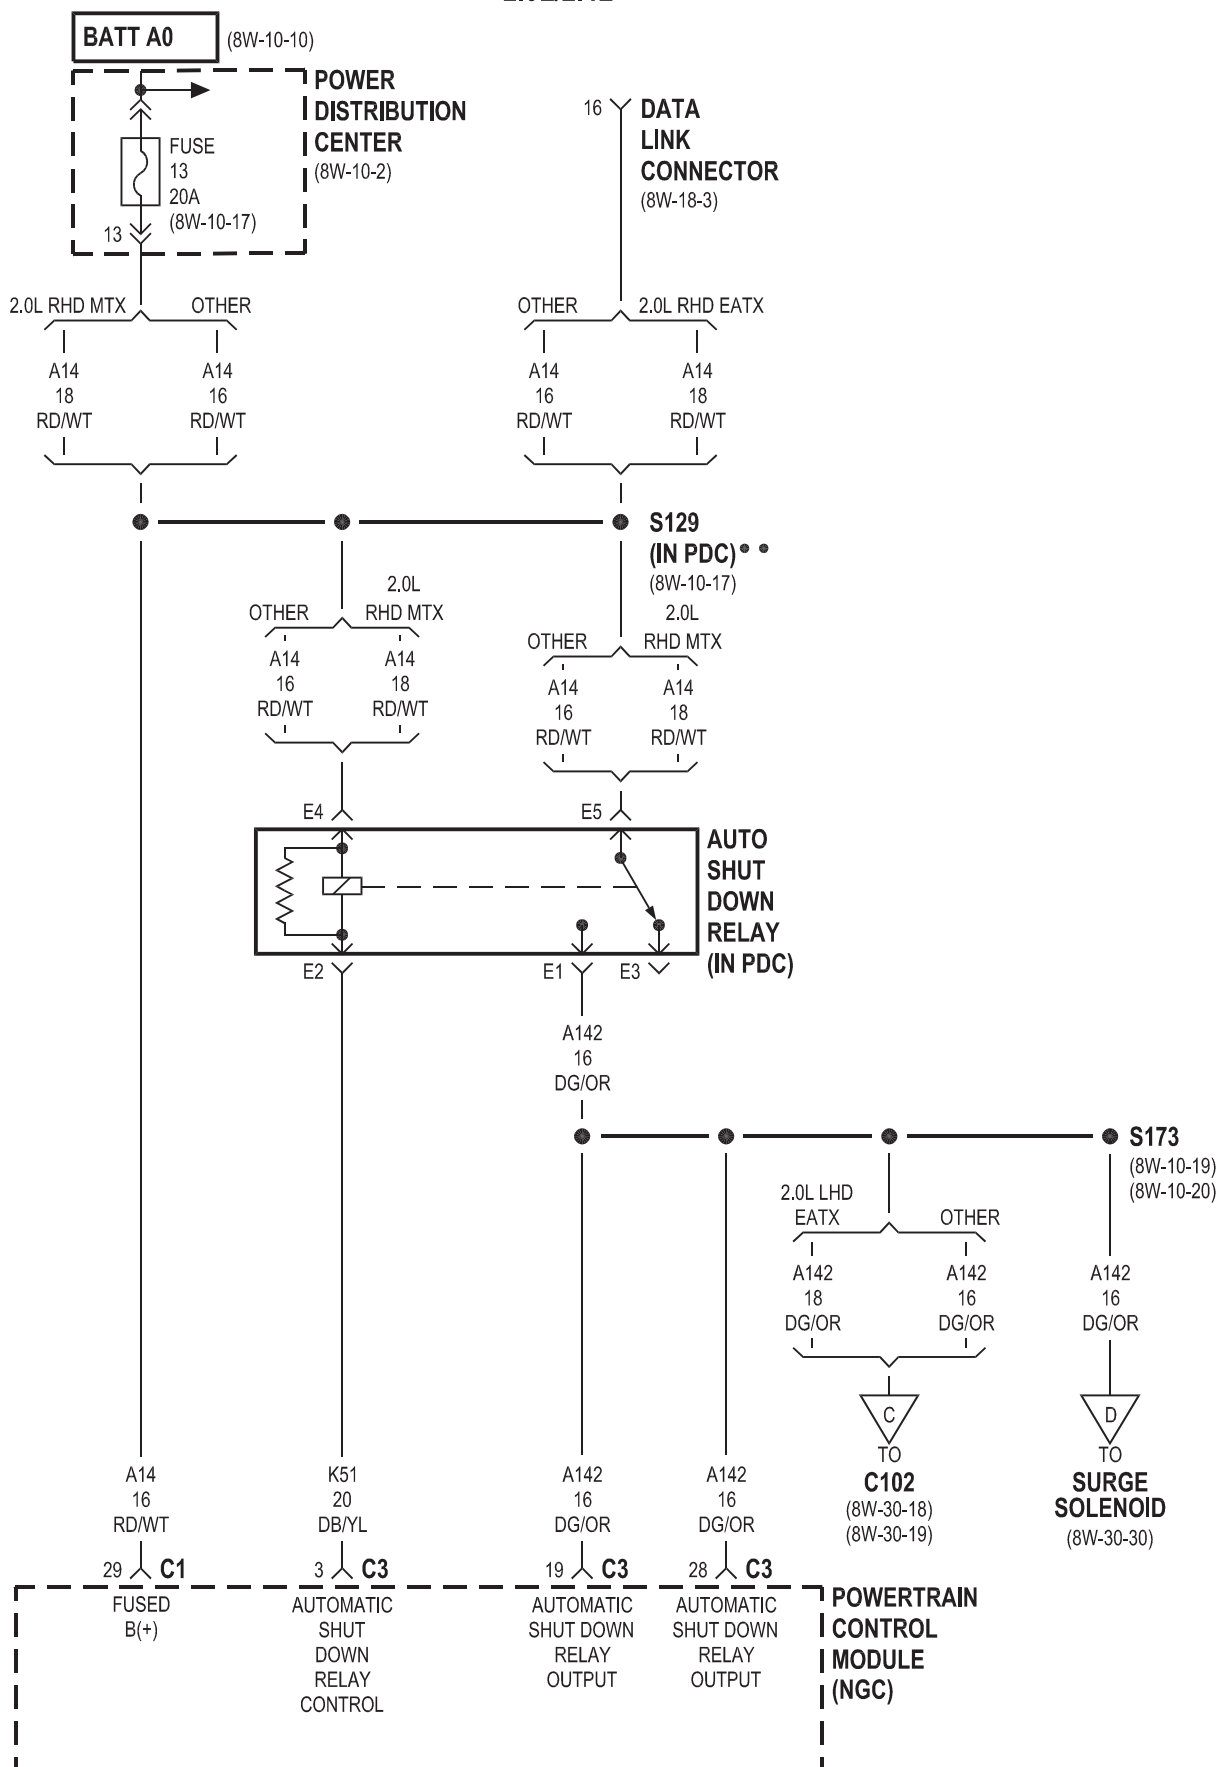 BATT A0
(8W-10-10)
POWER
DISTRIBUTION
CENTER
(8W-10-2)
FUSE
13
20A
(8W-10-17)
13
16
DATA
LINK
CONNECTOR
(8W-18-3)
2.0L RHD MTX
OTHER
A14
18
RD/WT
A14
16
RD/WT
OTHER
2.0L RHD EATX
A14
16
RD/WT
A14
18
RD/WT
S129
(IN PDC)
(8W-10-17)
OTHER
2.0L
RHD MTX
A14
16
RD/WT
A14
18
RD/WT
OTHER
2.0L
RHD MTX
A14
16
RD/WT
A14
18
RD/WT
E4
E5
AUTO
SHUT
DOWN
RELAY
(IN PDC)
E2
E1
E3
A142
16
DG/OR
S173
(8W-10-19)
(8W-10-20)
2.0L LHD
EATX
OTHER
A142
18
DG/OR
A142
16
DG/OR
A142
16
DG/OR
C
TO
C102
(8W-30-18)
(8W-30-19)
D
TO
SURGE
SOLENOID
(8W-30-30)
A14
16
RD/WT
K51
20
DB/YL
A142
16
DG/OR
A142
16
DG/OR
29 C1
3 C3
19 C3
28 C3
FUSED
B(+)
AUTOMATIC
SHUT
DOWN
RELAY
CONTROL
AUTOMATIC
SHUT DOWN
RELAY
OUTPUT
AUTOMATIC
SHUT DOWN
RELAY
OUTPUT
POWERTRAIN
CONTROL
MODULE
(NGC)